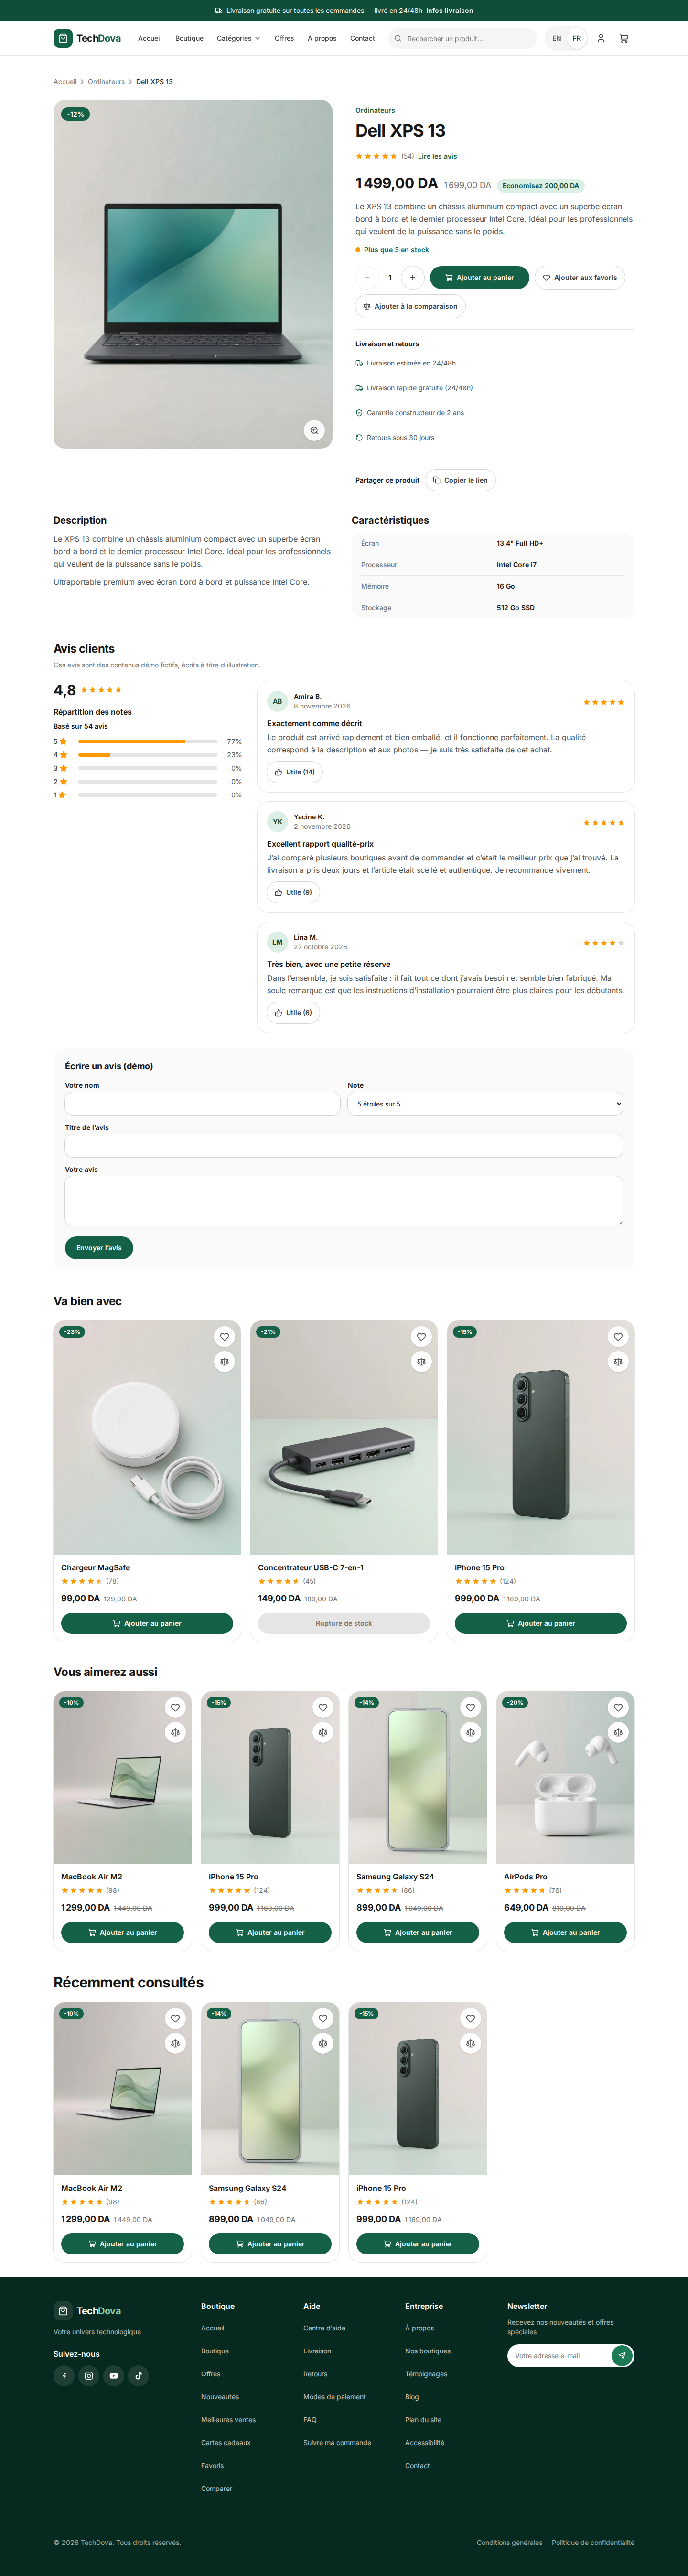 Livraison gratuite sur toutes les commandes — livré en 24/48h Infos livraison
TechDova Accueil Boutique Catégories Offres À propos Contact Rechercher un produit... EN FR
Accueil > Ordinateurs > Dell XPS 13
-12%
Ordinateurs
Dell XPS 13
(54) Lire les avis
1 499,00 DA 1 699,00 DA Économisez 200,00 DA
Le XPS 13 combine un châssis aluminium compact avec un superbe écran
bord à bord et le dernier processeur Intel Core. Idéal pour les professionnels
qui veulent de la puissance sans le poids.
Plus que 3 en stock
− 1 + Ajouter au panier Ajouter aux favoris
Ajouter à la comparaison
Livraison et retours
Livraison estimée en 24/48h
Livraison rapide gratuite (24/48h)
Garantie constructeur de 2 ans
Retours sous 30 jours
Partager ce produit Copier le lien
Description
Le XPS 13 combine un châssis aluminium compact avec un superbe écran
bord à bord et le dernier processeur Intel Core. Idéal pour les professionnels
qui veulent de la puissance sans le poids.
Ultraportable premium avec écran bord à bord et puissance Intel Core.
Caractéristiques
Écran 13,4" Full HD+
Processeur Intel Core i7
Mémoire 16 Go
Stockage 512 Go SSD
Avis clients
Ces avis sont des contenus démo fictifs, écrits à titre d'illustration.
4,8
Répartition des notes
Basé sur 54 avis
5 77%
4 23%
3 0%
2 0%
1 0%
AB Amira B.
8 novembre 2026
Exactement comme décrit
Le produit est arrivé rapidement et bien emballé, et il fonctionne parfaitement. La qualité
correspond à la description et aux photos — je suis très satisfaite de cet achat.
Utile (14)
YK Yacine K.
2 novembre 2026
Excellent rapport qualité-prix
J'ai comparé plusieurs boutiques avant de commander et c'était le meilleur prix que j'ai trouvé. La
livraison a pris deux jours et l'article était scellé et authentique. Je recommande vivement.
Utile (9)
LM Lina M.
27 octobre 2026
Très bien, avec une petite réserve
Dans l'ensemble, je suis satisfaite : il fait tout ce dont j'avais besoin et semble bien fabriqué. Ma
seule remarque est que les instructions d'installation pourraient être plus claires pour les débutants.
Utile (6)
Écrire un avis (démo)
Votre nom Note
5 étoiles sur 5
Titre de l'avis
Votre avis
Envoyer l'avis
Va bien avec
-23% -21% -15%
Chargeur MagSafe Concentrateur USB-C 7-en-1 iPhone 15 Pro
(78) (45) (124)
99,00 DA 129,00 DA 149,00 DA 189,00 DA 999,00 DA 1 169,00 DA
Ajouter au panier Rupture de stock Ajouter au panier
Vous aimerez aussi
-10% -15% -14% -20%
MacBook Air M2 iPhone 15 Pro Samsung Galaxy S24 AirPods Pro
(98) (124) (86) (76)
1 299,00 DA 1 449,00 DA 999,00 DA 1 169,00 DA 899,00 DA 1 049,00 DA 649,00 DA 819,00 DA
Ajouter au panier Ajouter au panier Ajouter au panier Ajouter au panier
Récemment consultés
-10% -14% -15%
MacBook Air M2 Samsung Galaxy S24 iPhone 15 Pro
(98) (86) (124)
1 299,00 DA 1 449,00 DA 899,00 DA 1 049,00 DA 999,00 DA 1 169,00 DA
Ajouter au panier Ajouter au panier Ajouter au panier
TechDova
Votre univers technologique
Suivez-nous
Boutique
Accueil
Boutique
Offres
Nouveautés
Meilleures ventes
Cartes cadeaux
Favoris
Comparer
Aide
Centre d'aide
Livraison
Retours
Modes de paiement
FAQ
Suivre ma commande
Entreprise
À propos
Nos boutiques
Témoignages
Blog
Plan du site
Accessibilité
Contact
Newsletter
Recevez nos nouveautés et offres
spéciales
Votre adresse e-mail
© 2026 TechDova. Tous droits réservés. Conditions générales Politique de confidentialité